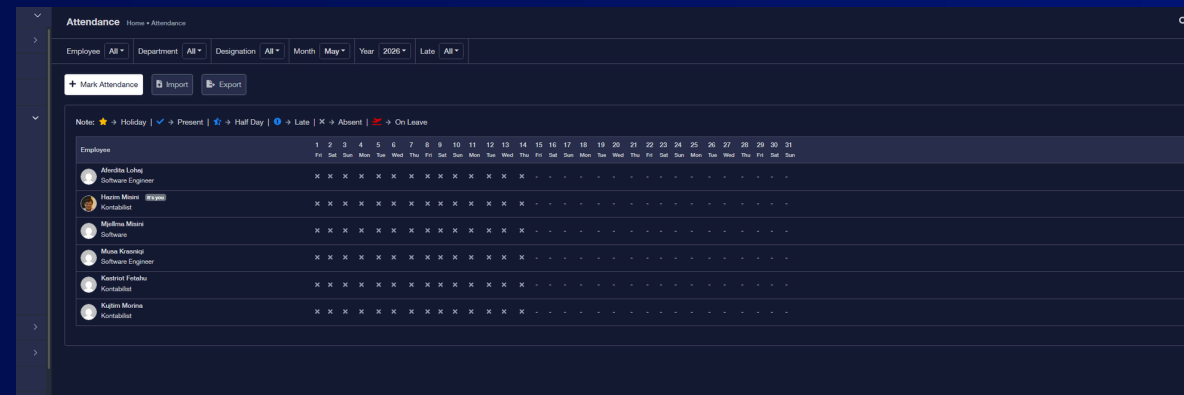 Attendance Home • Attendance
Employee All Department All Designation All Month May Year 2026 Late All
+ Mark Attendance Import Export
Note: → Holiday | → Present | → Half Day | → Late | × → Absent | → On Leave
Employee 1 2 3 4 5 6 7 8 9 10 11 12 13 14 15 16 17 18 19 20 21 22 23 24 25 26 27 28 29 30 31
Fri Sat Sun Mon Tue Wed Thu Fri Sat Sun Mon Tue Wed Thu Fri Sat Sun Mon Tue Wed Thu Fri Sat Sun Mon Tue Wed Thu Fri Sat Sun
Aferdita Lohaj
Software Engineer
× × × × × × × × × × × × × × - - - - - - - - - - - - - - - - -
Hazim Misini It's you
Kontabilist
× × × × × × × × × × × × × × - - - - - - - - - - - - - - - - -
Mjellma Misini
Software
× × × × × × × × × × × × × × - - - - - - - - - - - - - - - - -
Musa Krasniqi
Software Engineer
× × × × × × × × × × × × × × - - - - - - - - - - - - - - - - -
Kastriot Fetahu
Kontabilist
× × × × × × × × × × × × × × - - - - - - - - - - - - - - - - -
Kujtim Morina
Kontabilist
× × × × × × × × × × × × × × - - - - - - - - - - - - - - - - -